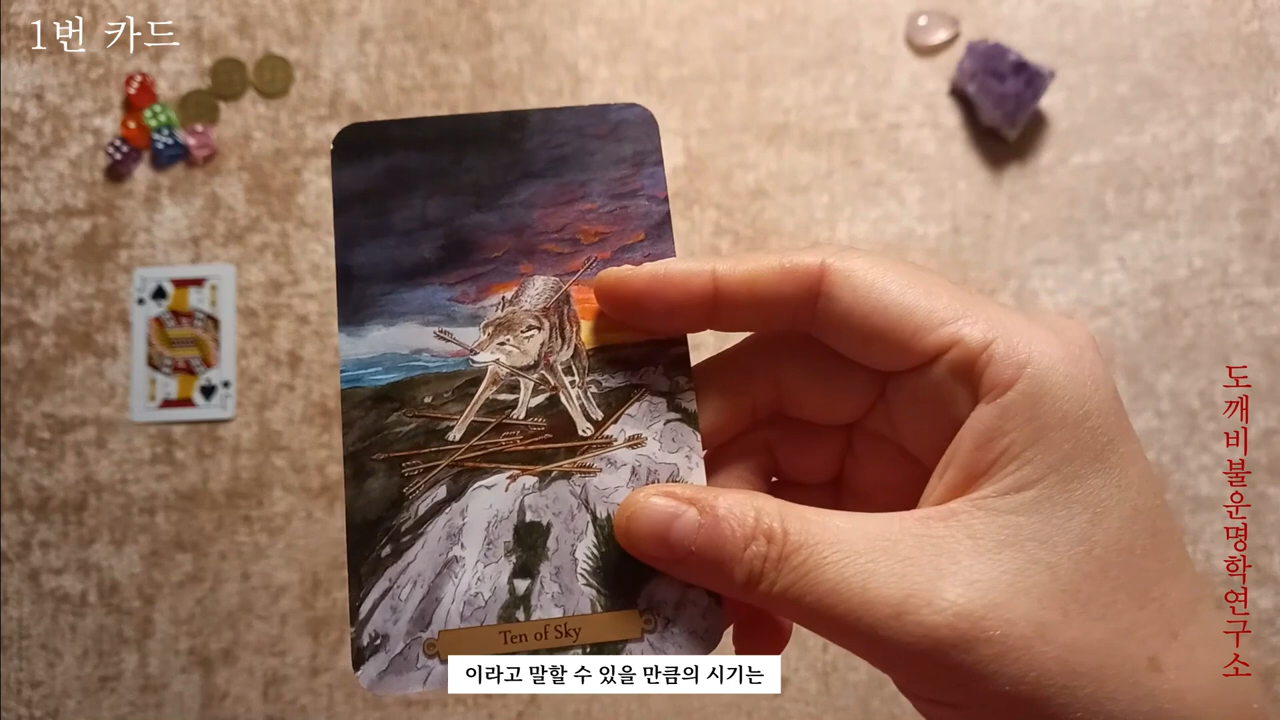 1번 카드
도깨비불운명학연구소
Ten of Sky
이라고 말할 수 있을 만큼의 시기는